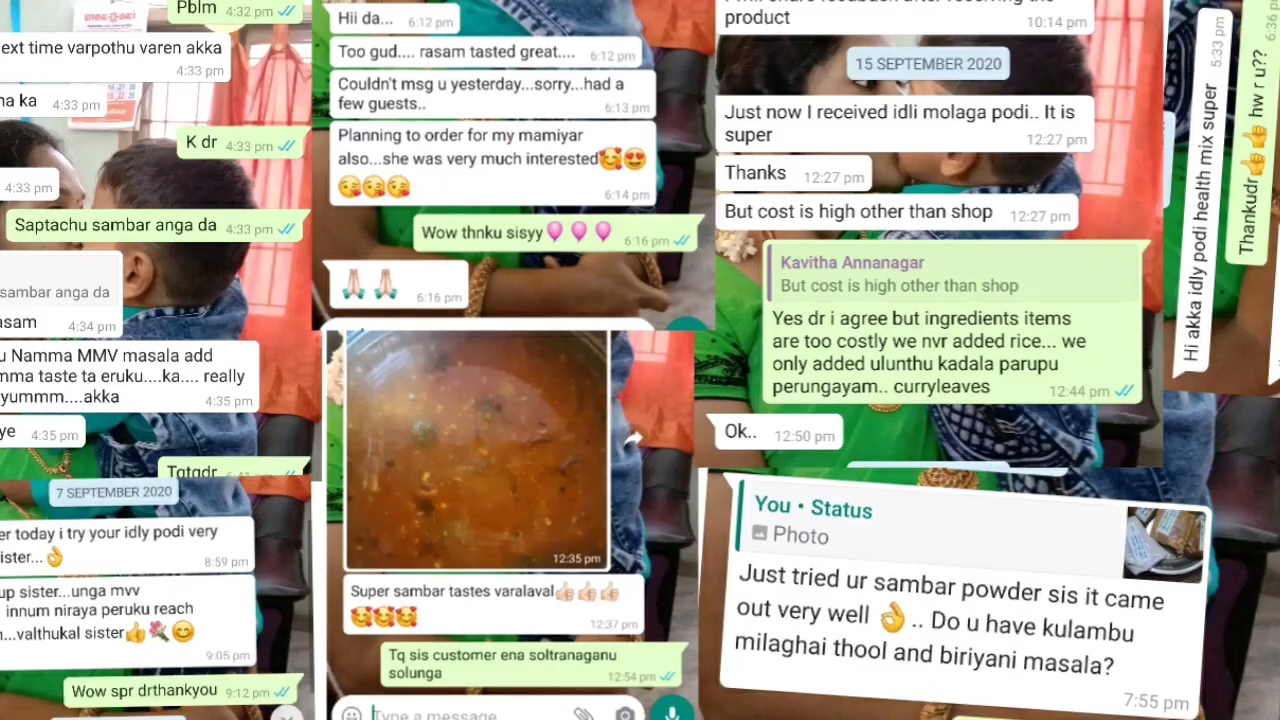 Pblm 4:32 pm
ext time varpothu varen akka
4:33 pm
a ka 4:33 pm
K dr 4:33 pm
4:33 pm
Saptachu sambar anga da 4:33 pm
sambar anga da
asam 4:34 pm
u Namma MMV masala add
mma taste ta eruku....ka.... really
yummm....akka 4:35 pm
ye 4:35 pm
Tqtqdr 6:41 pm
7 SEPTEMBER 2020
er today i try your idly podi very
ister...👌 8:59 pm
up sister...unga mvv
innum niraya peruku reach
...valthukal sister👍💐😊
9:05 pm
Wow spr drthankyou 9:12 pm
Hii da... 6:12 pm
Too gud.... rasam tasted great.... 6:12 pm
Couldn't msg u yesterday...sorry...had a
few guests.. 6:13 pm
Planning to order for my mamiyar
also...she was very much interested🥰😍
😘😘😘 6:14 pm
Wow thnku sisyy🎈🎈🎈 6:16 pm
🙏🏻 🙏🏻 6:16 pm
12:35 pm
Super sambar tastes varalaval👍🏻👍🏻👍🏻
🥰🥰🥰 12:37 pm
Tq sis customer ena soltranaganu
solunga 12:54 pm
Type a message
product 10:14 pm
15 SEPTEMBER 2020
Just now I received idli molaga podi.. It is
super 12:27 pm
Thanks 12:27 pm
But cost is high other than shop 12:27 pm
Kavitha Annanagar
But cost is high other than shop
Yes dr i agree but ingredients items
are too costly we nvr added rice... we
only added ulunthu kadala parupu
perungayam.. curryleaves 12:44 pm
Ok.. 12:50 pm
You • Status
Photo
Just tried ur sambar powder sis it came
out very well 👌.. Do u have kulambu
milaghai thool and biriyani masala?
7:55 pm
Hi akka idly podi health mix super 5:33 pm
Thankudr👍👍 hw r u?? 6:36 p